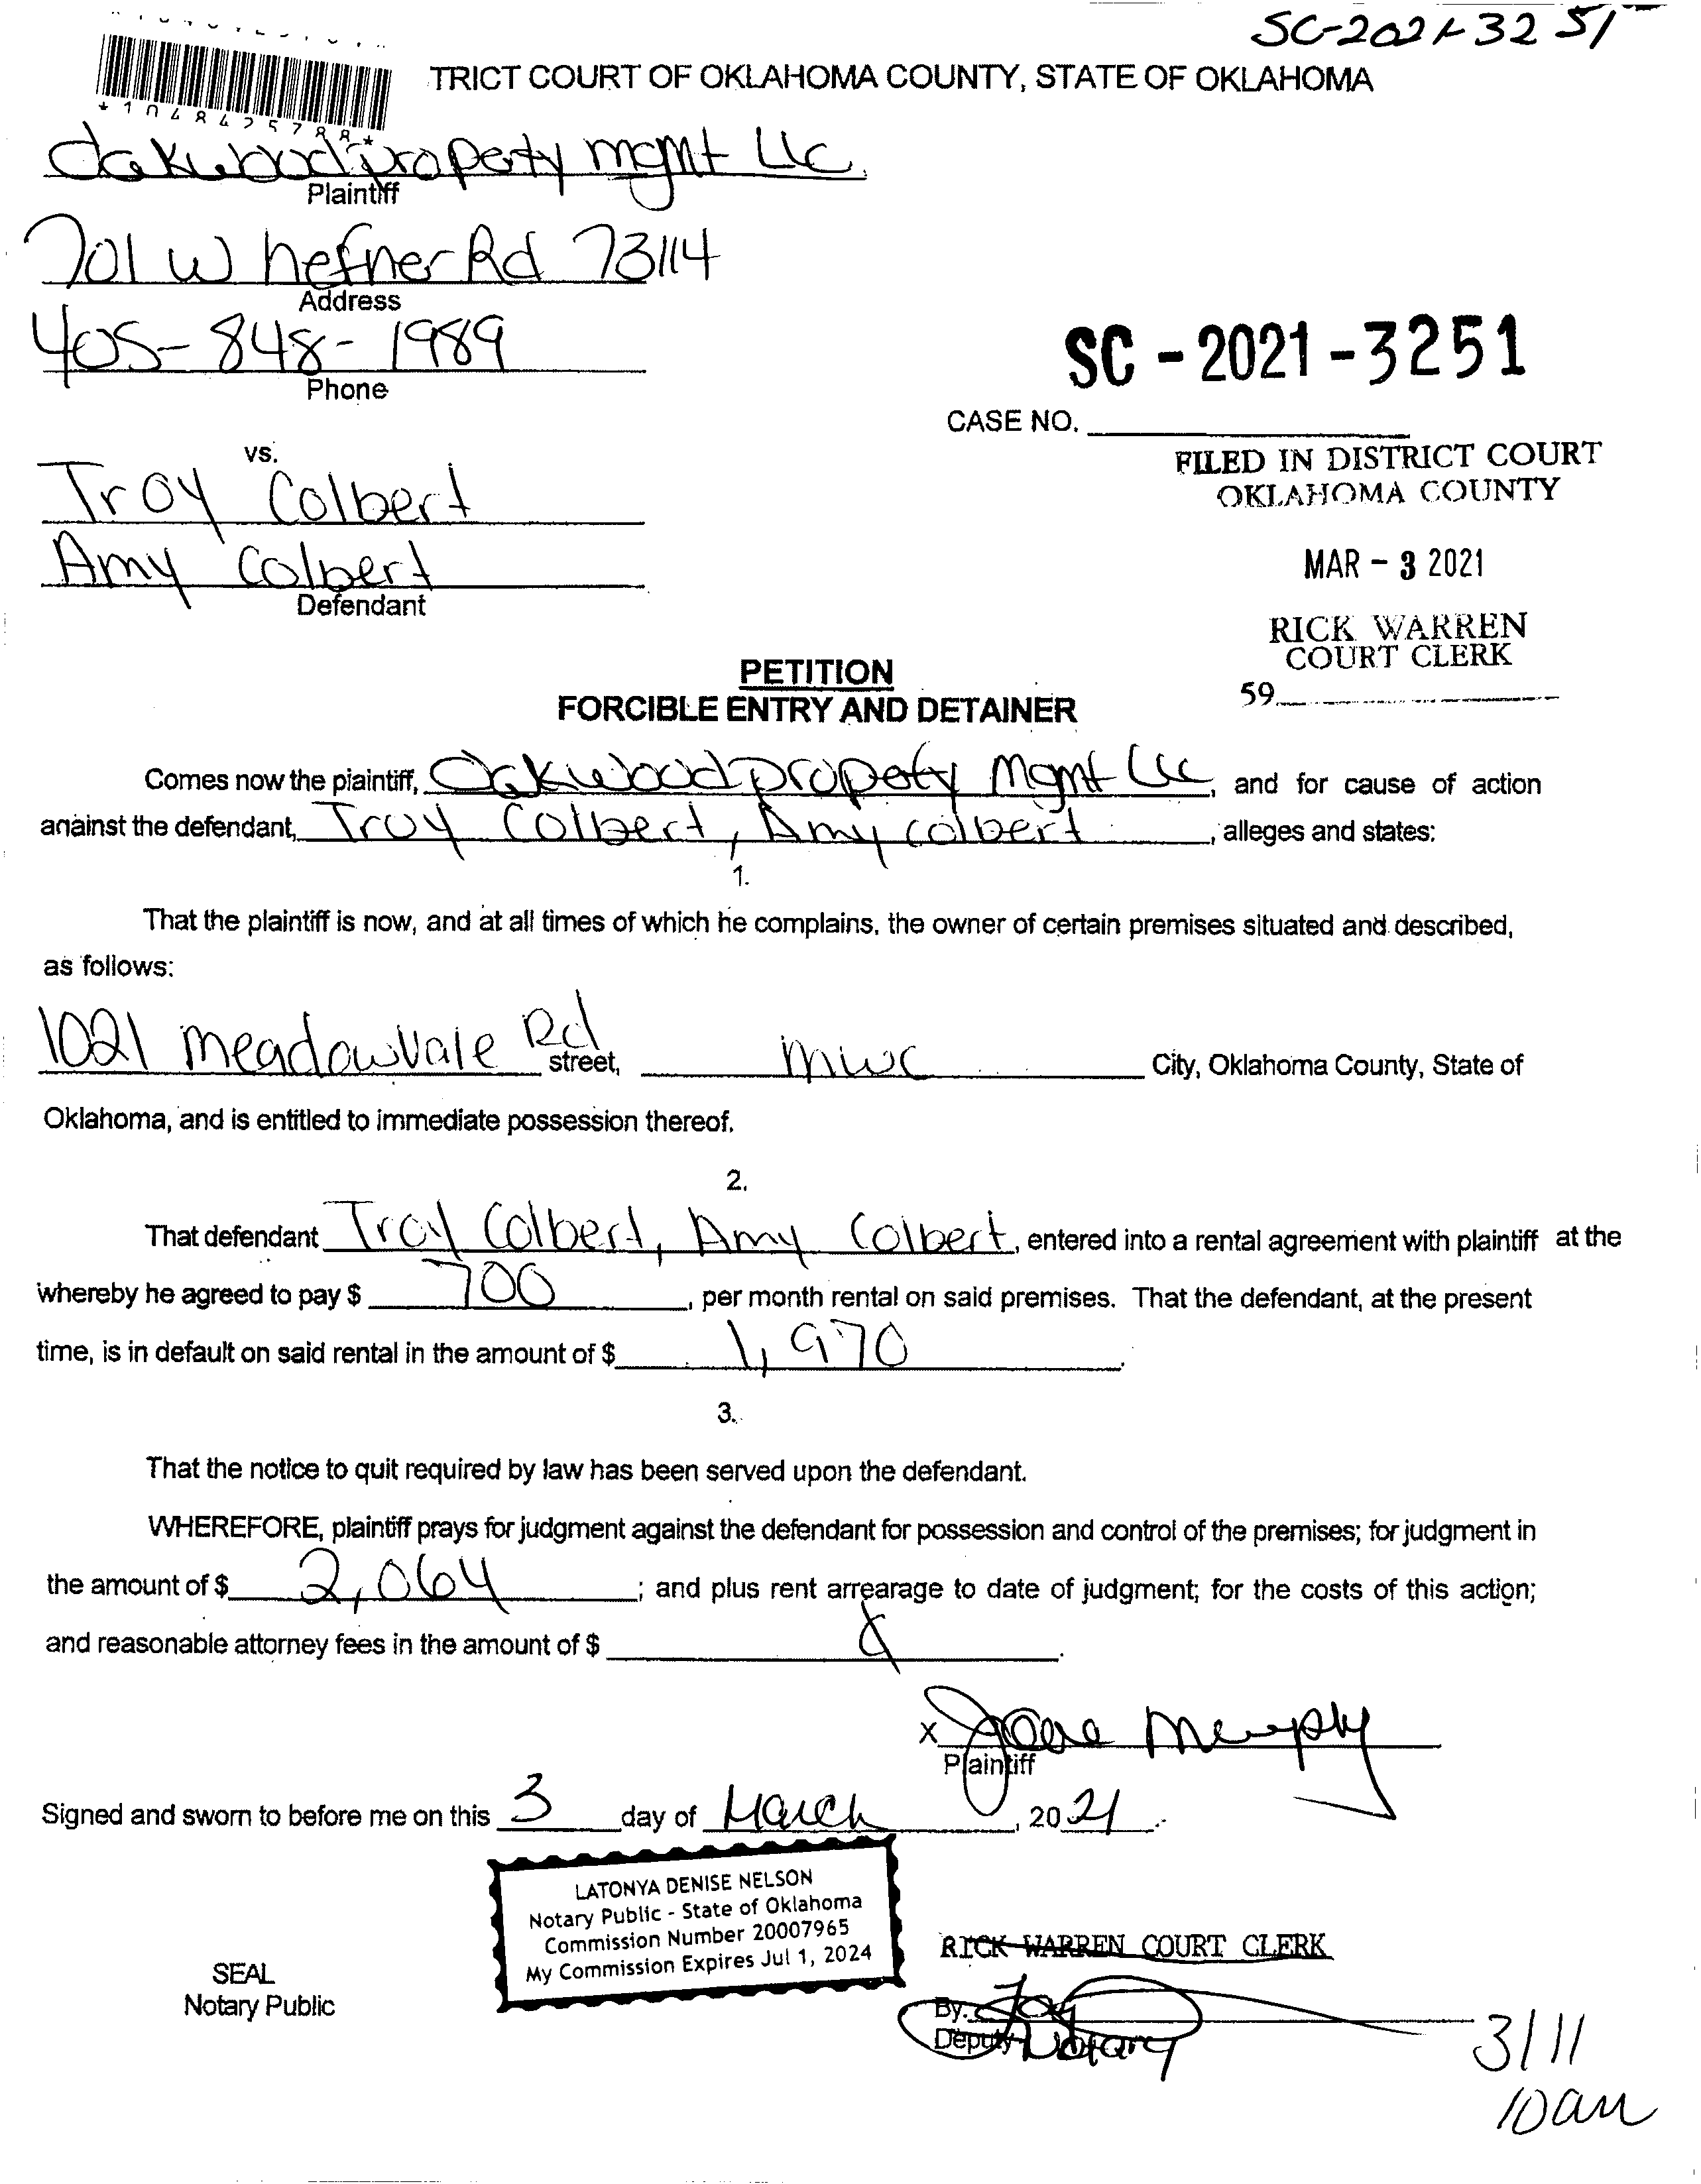 SC-2021-3251
TRICT COURT OF OKLAHOMA COUNTY, STATE OF OKLAHOMA
*1048425788*
Oakwood property mgmt LLC
Plaintiff
701 W hefner Rd 73114
Address
405-848-1989
Phone
SC - 2021 - 3251
CASE NO.
vs.
FILED IN DISTRICT COURT
OKLAHOMA COUNTY
Troy Colbert
Amy Colbert
MAR - 3 2021
Defendant
RICK WARREN
COURT CLERK
59
PETITION
FORCIBLE ENTRY AND DETAINER
Comes now the plaintiff, Oakwood property Mgmt LLC, and for cause of action
against the defendant, Troy Colbert, Amy Colbert, alleges and states:
1.
That the plaintiff is now, and at all times of which he complains, the owner of certain premises situated and described,
as follows:
1021 meadowvale Rd street, mwc City, Oklahoma County, State of
Oklahoma, and is entitled to immediate possession thereof.
2.
That defendant Troy Colbert, Amy Colbert, entered into a rental agreement with plaintiff at the
whereby he agreed to pay $ 700, per month rental on said premises. That the defendant, at the present
time, is in default on said rental in the amount of $ 1,970.
3.
That the notice to quit required by law has been served upon the defendant.
WHEREFORE, plaintiff prays for judgment against the defendant for possession and control of the premises; for judgment in
the amount of $ 2,064; and plus rent arrearage to date of judgment; for the costs of this action;
and reasonable attorney fees in the amount of $
X
Plaintiff
Signed and sworn to before me on this 3 day of March, 2021.
LATONYA DENISE NELSON
Notary Public - State of Oklahoma
Commission Number 20007965
My Commission Expires Jul 1, 2024
RICK WARREN COURT CLERK
SEAL
Notary Public
By.
Deputy Notary
3/11
10am